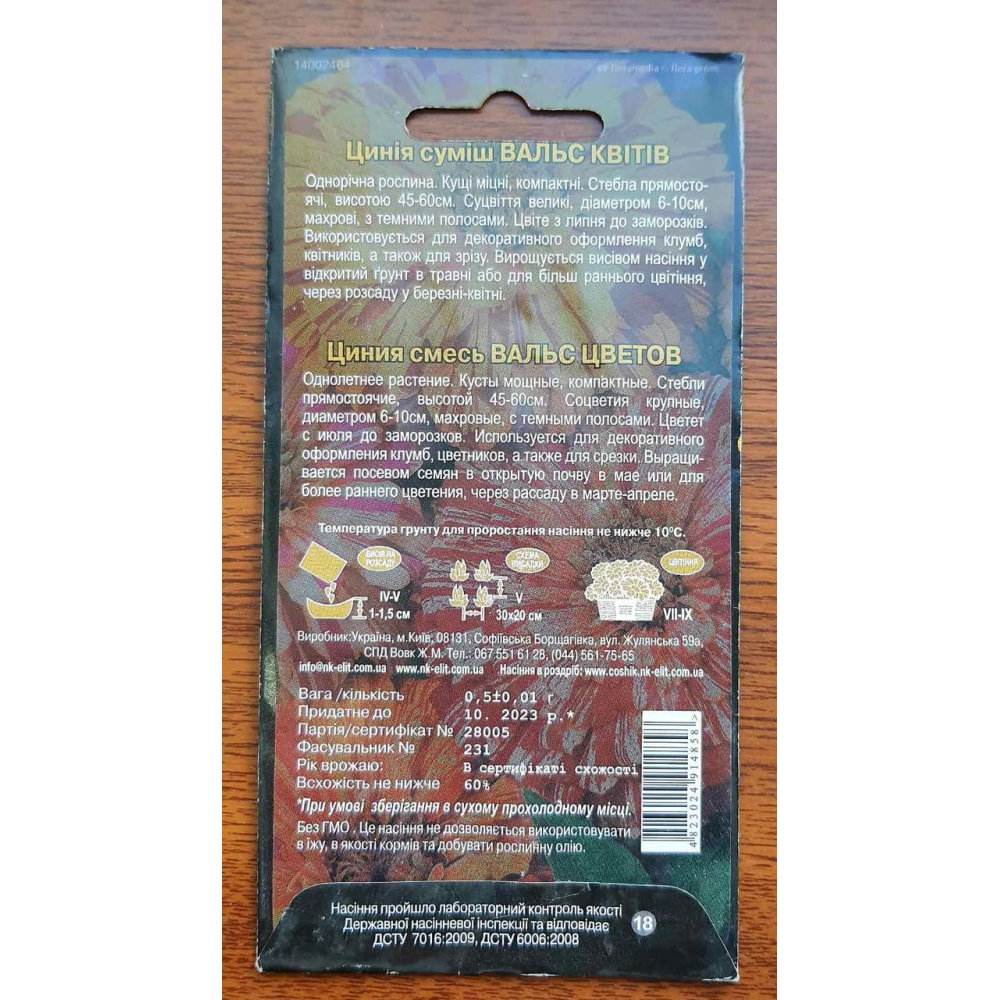 14002464
Цинія суміш ВАЛЬС КВІТІВ
Однорічна рослина. Кущі міцні, компактні. Стебла прямосто-
ячі, висотою 45-60см. Суцвіття великі, діаметром 6-10см,
махрові, з темними полосами. Цвіте з липня до заморозків.
Використовується для декоративного оформлення клумб,
квітників, а також для зрізу. Вирощується висівом насіння у
відкритий ґрунт в травні або для більш раннього цвітіння,
через розсаду у березні-квітні.
Циния смесь ВАЛЬС ЦВЕТОВ
Однолетнее растение. Кусты мощные, компактные. Стебли
прямостоячие, высотой 45-60см. Соцветия крупные,
диаметром 6-10см, махровые, с темными полосами. Цветет
с июля до заморозков. Используется для декоративного
оформления клумб, цветников, а также для срезки. Выращи-
вается посевом семян в открытую почву в мае или для
более раннего цветения, через рассаду в марте-апреле.
Температура грунту для проростання насіння не нижче 10°С.
ВИСІВ НА
РОЗСАДУ
IV-V
1-1,5 см
СХЕМА
ВИСАДКИ
V
30х20 см
ЦВІТІННЯ
VII-IX
Виробник:Україна, м.Київ, 08131, Софіївська Борщагівка, вул. Жулянська 59а,
СПД Вовк Ж.М. Тел.: 067 551 61 28, (044) 561-75-65
info@nk-elit.com.ua www.nk-elit.com.ua Насіння в роздріб: www.coshik.nk-elit.com.ua
Вага /кількість 0,5±0,01 г
Придатне до 10. 2023 р.*
Партія/сертифікат № 28005
Фасувальник № 231
Рік врожаю: В сертифікаті схожості
Всхожість не нижче 60%
*При умові зберігання в сухому прохолодному місці.
Без ГМО . Це насіння не дозволяється використовувати
в їжу, в якості кормів та добувати рослинну олію.
4 823024 914858 >
Насіння пройшло лабораторний контроль якості
Державної насінневої інспекції та відповідає
ДСТУ 7016:2009, ДСТУ 6006:2008
18